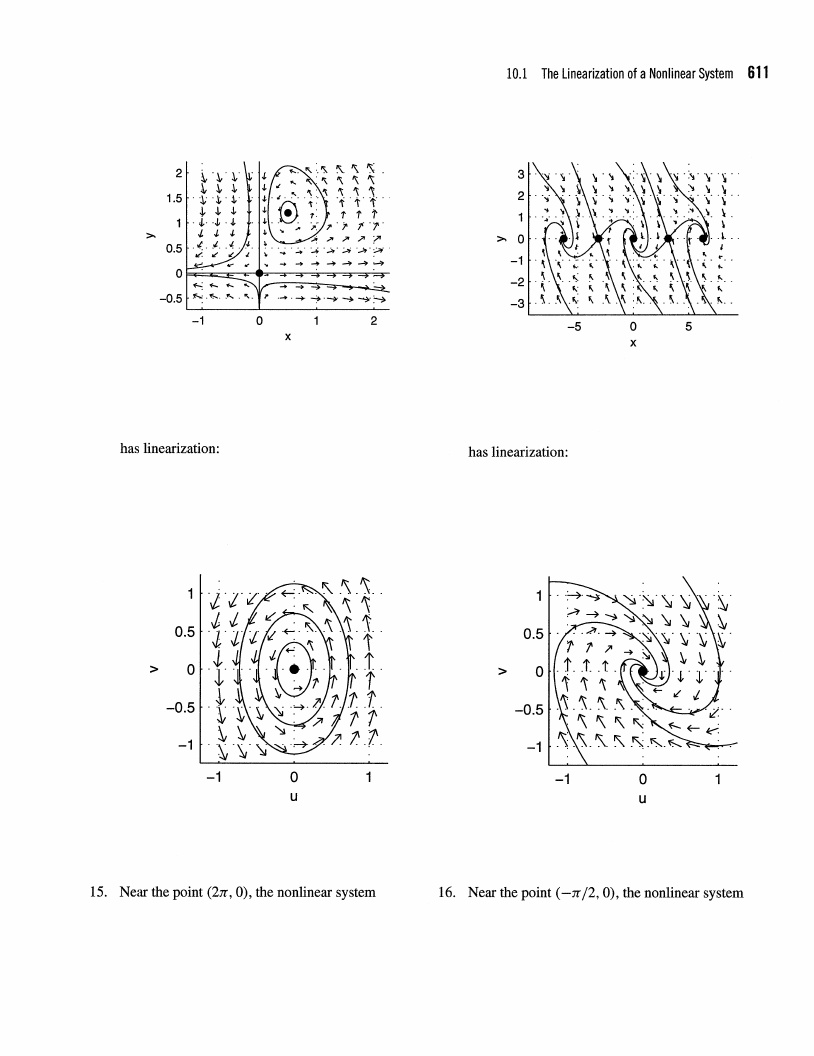 10.1 The Linearization of a Nonlinear System 611
2
1.5
1
0.5
0
−0.5
y
−1 0 1 2
x
3
2
1
0
−1
−2
−3
y
−5 0 5
x
has linearization:
has linearization:
1
0.5
0
−0.5
−1
v
−1 0 1
u
1
0.5
0
−0.5
−1
v
−1 0 1
u
15. Near the point (2π, 0), the nonlinear system
16. Near the point (−π/2, 0), the nonlinear system